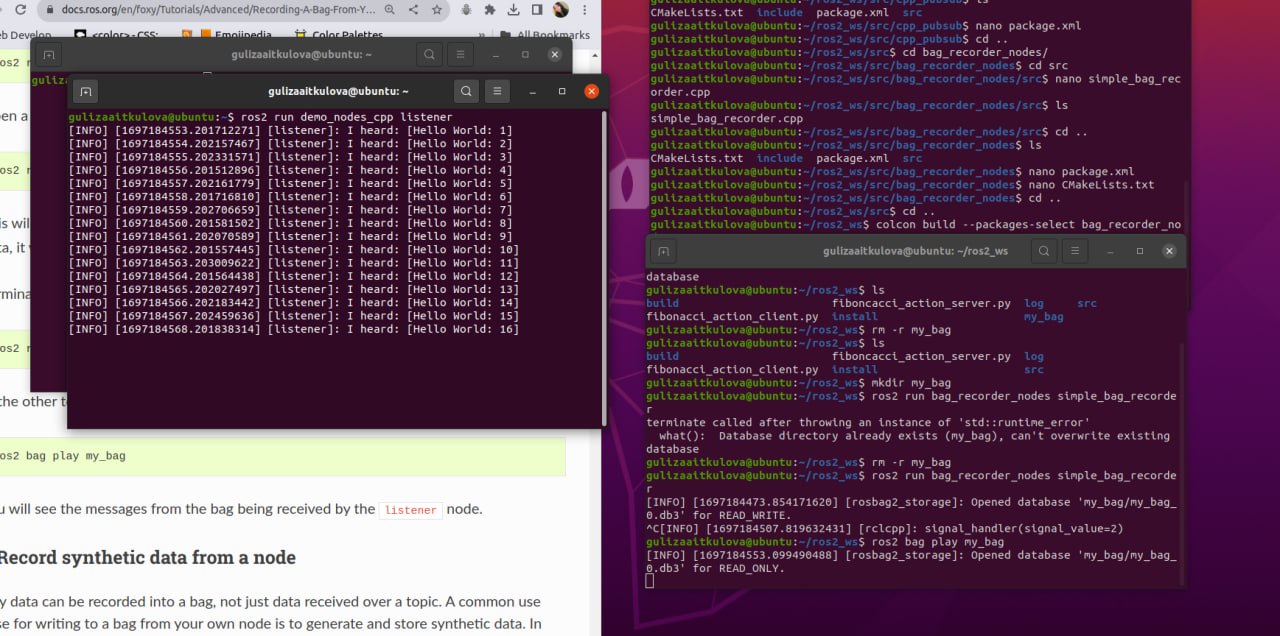 docs.ros.org/en/foxy/Tutorials/Advanced/Recording-A-Bag-From-Y...
<color> - CSS:
Emojipedia
Color Palettes
»
All Bookmarks
gulizaaitkulova@ubuntu: ~
gulizaaitkulova@ubuntu: ~
gulizaaitkulova@ubuntu:~$ ros2 run demo_nodes_cpp listener
[INFO] [1697184553.201712271] [listener]: I heard: [Hello World: 1]
[INFO] [1697184554.202157467] [listener]: I heard: [Hello World: 2]
[INFO] [1697184555.202331571] [listener]: I heard: [Hello World: 3]
[INFO] [1697184556.201512896] [listener]: I heard: [Hello World: 4]
[INFO] [1697184557.202161779] [listener]: I heard: [Hello World: 5]
[INFO] [1697184558.201716810] [listener]: I heard: [Hello World: 6]
[INFO] [1697184559.202706659] [listener]: I heard: [Hello World: 7]
[INFO] [1697184560.201581502] [listener]: I heard: [Hello World: 8]
[INFO] [1697184561.202070589] [listener]: I heard: [Hello World: 9]
[INFO] [1697184562.201557445] [listener]: I heard: [Hello World: 10]
[INFO] [1697184563.203009622] [listener]: I heard: [Hello World: 11]
[INFO] [1697184564.201564438] [listener]: I heard: [Hello World: 12]
[INFO] [1697184565.202027497] [listener]: I heard: [Hello World: 13]
[INFO] [1697184566.202183442] [listener]: I heard: [Hello World: 14]
[INFO] [1697184567.202459636] [listener]: I heard: [Hello World: 15]
[INFO] [1697184568.201838314] [listener]: I heard: [Hello World: 16]
the other
os2 bag play my_bag
u will see the messages from the bag being received by the listener node.
Record synthetic data from a node
y data can be recorded into a bag, not just data received over a topic. A common use
se for writing to a bag from your own node is to generate and store synthetic data. In
CMakeLists.txt include package.xml src
gulizaaitkulova@ubuntu:~/ros2_ws/src/cpp_pubsub$ nano package.xml
gulizaaitkulova@ubuntu:~/ros2_ws/src/cpp_pubsub$ cd ..
gulizaaitkulova@ubuntu:~/ros2_ws/src$ cd bag_recorder_nodes/
gulizaaitkulova@ubuntu:~/ros2_ws/src/bag_recorder_nodes$ cd src
gulizaaitkulova@ubuntu:~/ros2_ws/src/bag_recorder_nodes/src$ nano simple_bag_rec
order.cpp
gulizaaitkulova@ubuntu:~/ros2_ws/src/bag_recorder_nodes/src$ ls
simple_bag_recorder.cpp
gulizaaitkulova@ubuntu:~/ros2_ws/src/bag_recorder_nodes/src$ cd ..
gulizaaitkulova@ubuntu:~/ros2_ws/src/bag_recorder_nodes$ ls
CMakeLists.txt include package.xml src
gulizaaitkulova@ubuntu:~/ros2_ws/src/bag_recorder_nodes$ nano package.xml
gulizaaitkulova@ubuntu:~/ros2_ws/src/bag_recorder_nodes$ nano CMakeLists.txt
gulizaaitkulova@ubuntu:~/ros2_ws/src/bag_recorder_nodes$ cd ..
gulizaaitkulova@ubuntu:~/ros2_ws/src$ cd ..
gulizaaitkulova@ubuntu:~/ros2_ws$ colcon build --packages-select bag_recorder_no
gulizaaitkulova@ubuntu: ~/ros2_ws
database
gulizaaitkulova@ubuntu:~/ros2_ws$ ls
build fibonacci_action_server.py log src
fibonacci_action_client.py install my_bag
gulizaaitkulova@ubuntu:~/ros2_ws$ rm -r my_bag
gulizaaitkulova@ubuntu:~/ros2_ws$ ls
build fibonacci_action_server.py log
fibonacci_action_client.py install src
gulizaaitkulova@ubuntu:~/ros2_ws$ mkdir my_bag
gulizaaitkulova@ubuntu:~/ros2_ws$ ros2 run bag_recorder_nodes simple_bag_recorde
r
terminate called after throwing an instance of 'std::runtime_error'
what(): Database directory already exists (my_bag), can't overwrite existing
database
gulizaaitkulova@ubuntu:~/ros2_ws$ rm -r my_bag
gulizaaitkulova@ubuntu:~/ros2_ws$ ros2 run bag_recorder_nodes simple_bag_recorde
r
[INFO] [1697184473.854171620] [rosbag2_storage]: Opened database 'my_bag/my_bag_
0.db3' for READ_WRITE.
^C[INFO] [1697184507.819632431] [rclcpp]: signal_handler(signal_value=2)
gulizaaitkulova@ubuntu:~/ros2_ws$ ros2 bag play my_bag
[INFO] [1697184553.099490488] [rosbag2_storage]: Opened database 'my_bag/my_bag_
0.db3' for READ_ONLY.